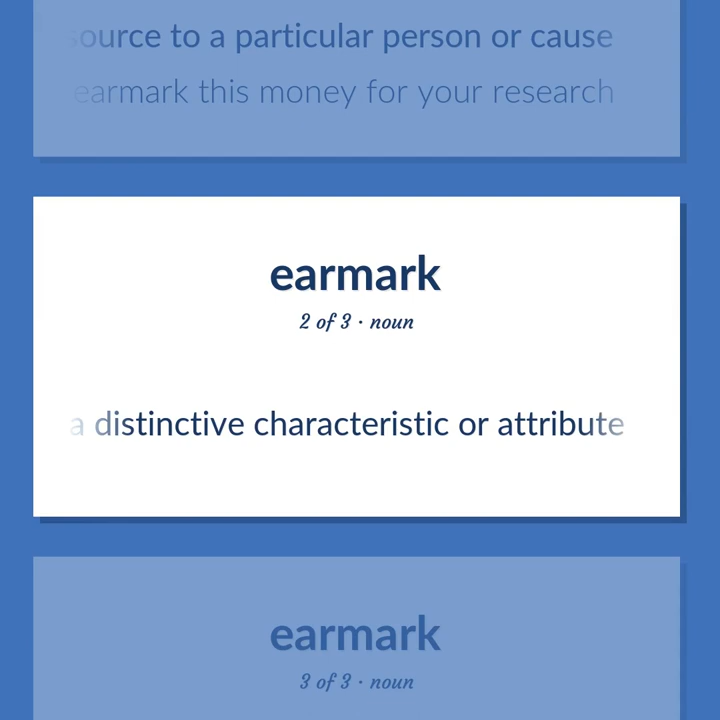 source to a particular person or cause
earmark this money for your research
earmark
2 of 3 · noun
a distinctive characteristic or attribute
earmark
3 of 3 · noun